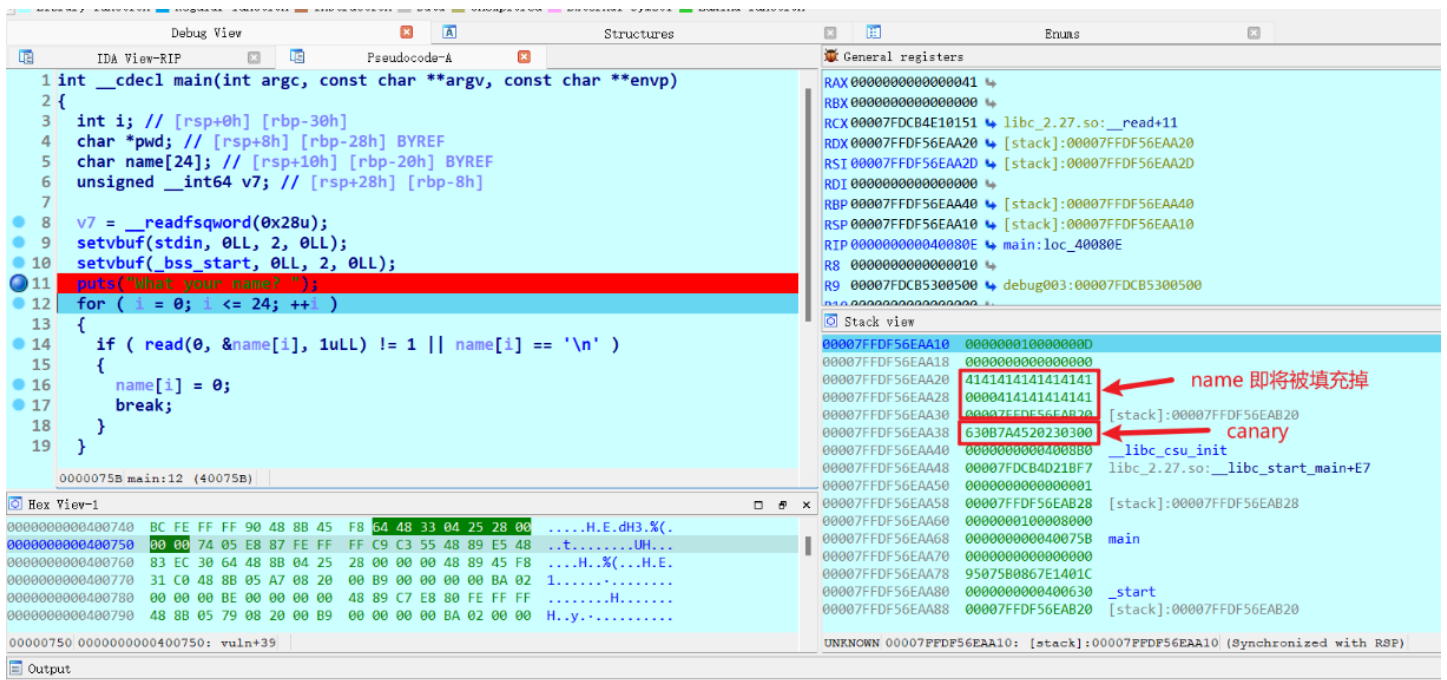 Debug View
Structures
Enums
IDA View-RIP
Pseudocode-A
1 int __cdecl main(int argc, const char **argv, const char **envp)
2 {
3 int i; // [rsp+0h] [rbp-30h]
4 char *pwd; // [rsp+8h] [rbp-28h] BYREF
5 char name[24]; // [rsp+10h] [rbp-20h] BYREF
6 unsigned __int64 v7; // [rsp+28h] [rbp-8h]
7
8 v7 = __readfsqword(0x28u);
9 setvbuf(stdin, 0LL, 2, 0LL);
10 setvbuf(_bss_start, 0LL, 2, 0LL);
11 puts("What your name? ");
12 for ( i = 0; i <= 24; ++i )
13 {
14 if ( read(0, &name[i], 1uLL) != 1 || name[i] == '\n' )
15 {
16 name[i] = 0;
17 break;
18 }
19 }
0000075B main:12 (40075B)
General registers
RAX 0000000000000041
RBX 0000000000000000
RCX 00007FDCB4E10151 libc_2.27.so:__read+11
RDX 00007FFDF56EAA20 [stack]:00007FFDF56EAA20
RSI 00007FFDF56EAA2D [stack]:00007FFDF56EAA2D
RDI 0000000000000000
RBP 00007FFDF56EAA40 [stack]:00007FFDF56EAA40
RSP 00007FFDF56EAA10 [stack]:00007FFDF56EAA10
RIP 000000000040080E main:loc_40080E
R8 0000000000000010
R9 00007FDCB5300500 debug003:00007FDCB5300500
Stack view
00007FFDF56EAA10 000000010000000D
00007FFDF56EAA18 0000000000000000
00007FFDF56EAA20 4141414141414141
name 即将被填充掉
00007FFDF56EAA28 0000414141414141
00007FFDF56EAA30 00007FFDF56EAB20 [stack]:00007FFDF56EAB20
00007FFDF56EAA38 630B7A4520230300
canary
00007FFDF56EAA40 00000000004008B0 __libc_csu_init
00007FFDF56EAA48 00007FDCB4D21BF7 libc_2.27.so:__libc_start_main+E7
00007FFDF56EAA50 0000000000000001
00007FFDF56EAA58 00007FFDF56EAB28 [stack]:00007FFDF56EAB28
00007FFDF56EAA60 0000000100008000
00007FFDF56EAA68 000000000040075B main
00007FFDF56EAA70 0000000000000000
00007FFDF56EAA78 95075B0867E1401C
00007FFDF56EAA80 0000000000400630 _start
00007FFDF56EAA88 00007FFDF56EAB20 [stack]:00007FFDF56EAB20
UNKNOWN 00007FFDF56EAA10: [stack]:00007FFDF56EAA10 (Synchronized with RSP)
Hex View-1
0000000000400740 BC FE FF FF 90 48 8B 45 F8 64 48 33 04 25 28 00 .....H.E.dH3.%(.
0000000000400750 00 00 74 05 E8 87 FE FF FF C9 C3 55 48 89 E5 48 ..t........UH...
0000000000400760 83 EC 30 64 48 8B 04 25 28 00 00 00 48 89 45 F8 ....H..%(...H.E.
0000000000400770 31 C0 48 8B 05 A7 08 20 00 B9 00 00 00 00 BA 02 1......·........
0000000000400780 00 00 00 BE 00 00 00 00 48 89 C7 E8 80 FE FF FF ........H.......
0000000000400790 48 8B 05 79 08 20 00 B9 00 00 00 00 BA 02 00 00 H..y.·..........
00000750 0000000000400750: vuln+39
Output